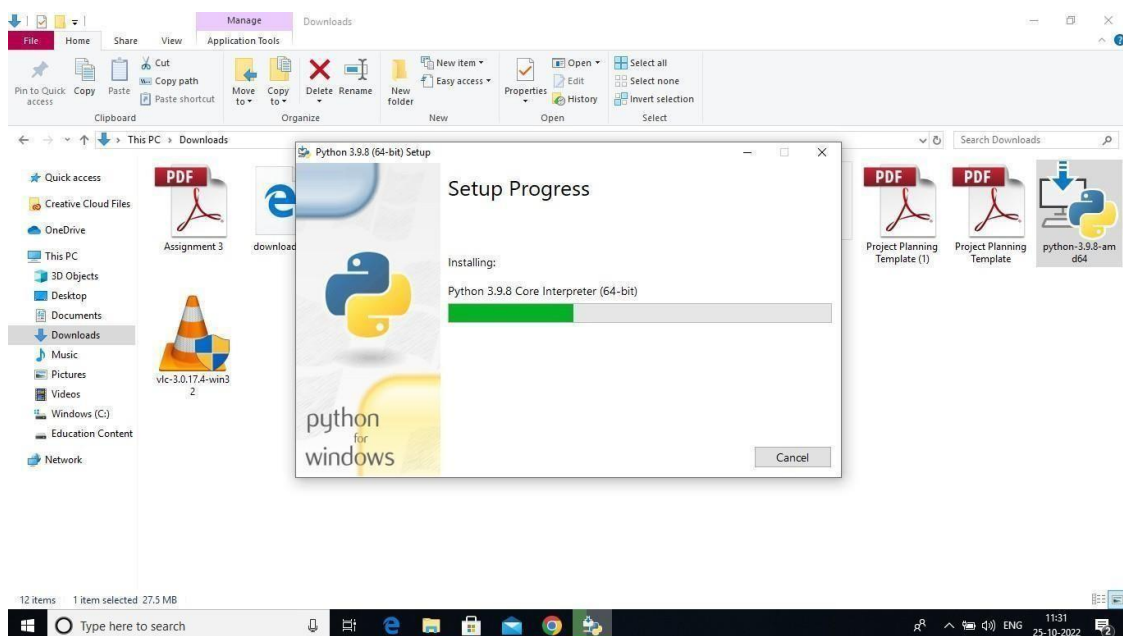 Manage
Downloads
File Home Share View Application Tools
Pin to Quick access
Copy
Paste
Cut
Copy path
Paste shortcut
Clipboard
Move to
Copy to
Delete
Rename
Organize
New folder
New item
Easy access
New
Properties
Open
Edit
History
Open
Select all
Select none
Invert selection
Select
This PC > Downloads
Search Downloads
Quick access
Creative Cloud Files
OneDrive
This PC
3D Objects
Desktop
Documents
Downloads
Music
Pictures
Videos
Windows (C:)
Education Content
Network
PDF
Assignment 3
download
vlc-3.0.17.4-win3
2
Python 3.9.8 (64-bit) Setup
Setup Progress
Installing:
Python 3.9.8 Core Interpreter (64-bit)
python
for
windows
Cancel
PDF
Project Planning
Template (1)
PDF
Project Planning
Template
python-3.9.8-am
d64
12 items 1 item selected 27.5 MB
Type here to search
ENG
11:31
25-10-2022
2